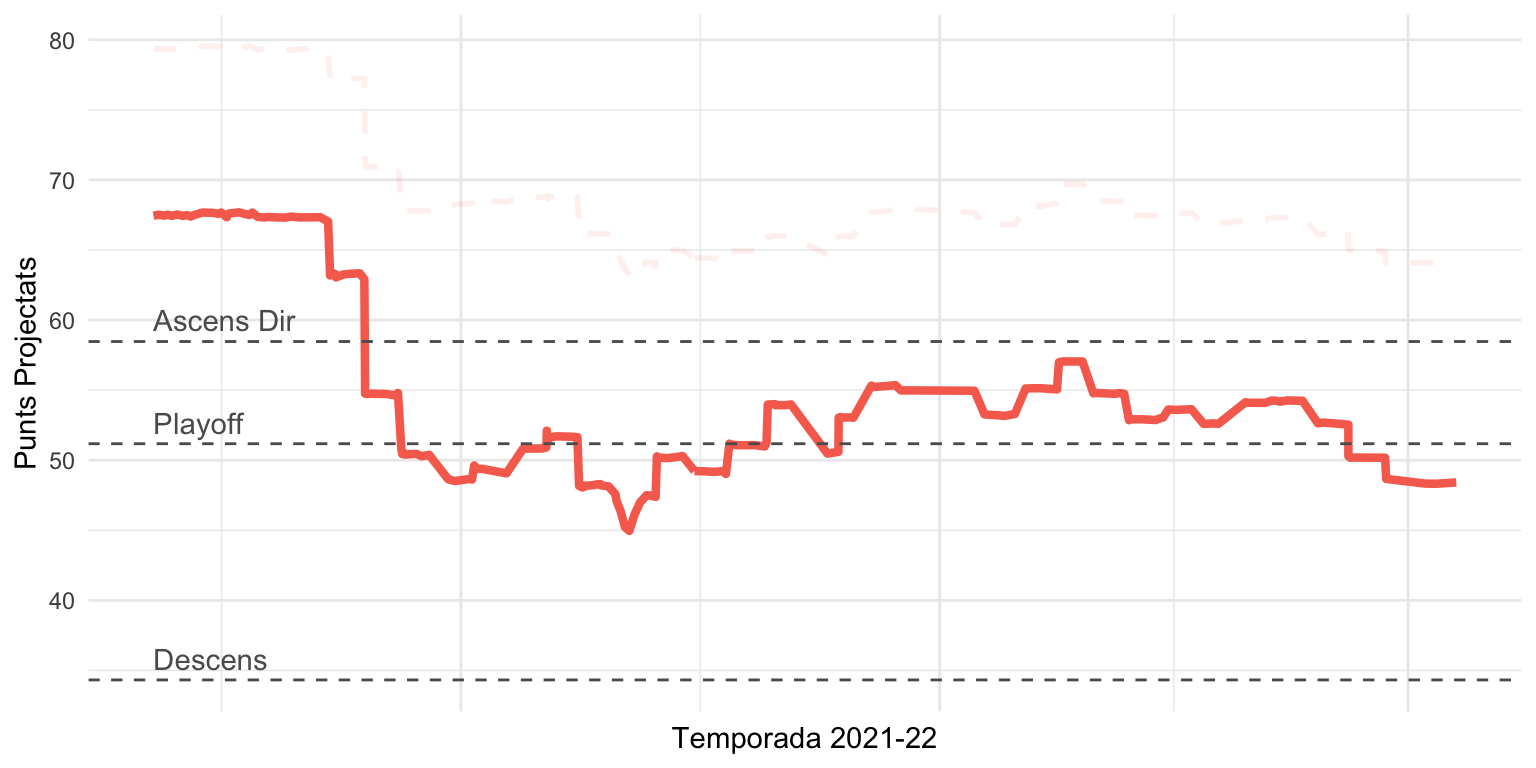 80
70
60
50
40
Punts Projectats
Ascens Dir
Playoff
Descens
Temporada 2021-22